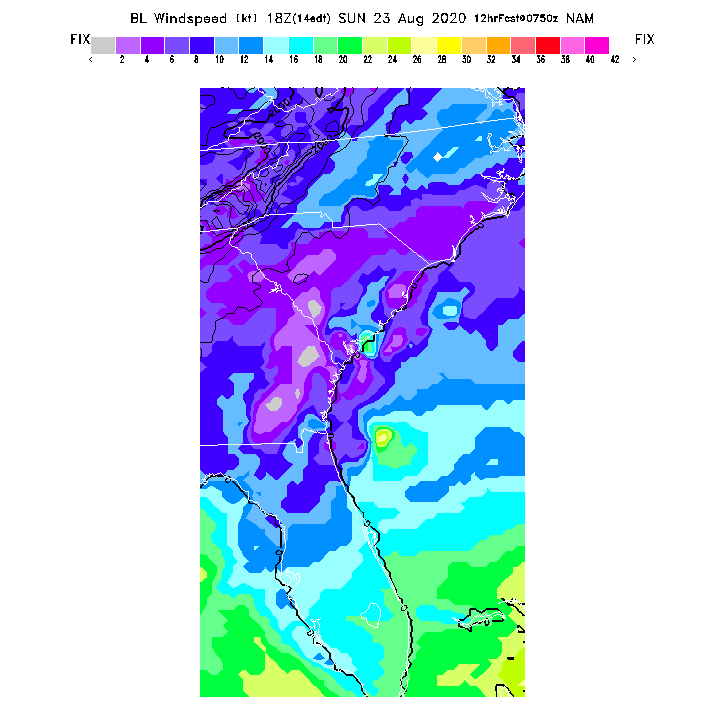 BL Windspeed [kt] 18Z(14edt) SUN 23 Aug 2020 12hrFcst@0750z NAM
FIX FIX
< 2 4 6 8 10 12 14 16 18 20 22 24 26 28 30 32 34 36 38 40 42 >